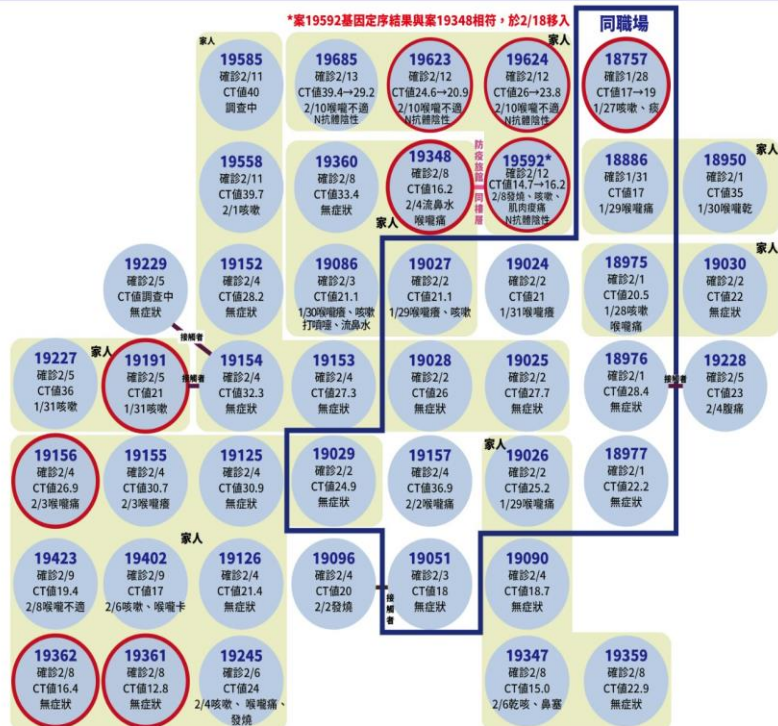 *案19592基因定序結果與案19348相符，於2/18移入
同職場
家人
19585
確診2/11
CT值40
調查中
19685
確診2/13
CT值39.4→29.2
2/10喉嚨不適
N抗體陰性
19623
確診2/12
CT值24.6→20.9
2/10喉嚨不適
N抗體陰性
家人
19624
確診2/12
CT值26→23.8
2/10喉嚨不適
N抗體陰性
18757
確診1/28
CT值17→19
1/27咳嗽、痰
19558
確診2/11
CT值39.7
2/1咳嗽
19360
確診2/8
CT值33.4
無症狀
19348
確診2/8
CT值16.2
2/4流鼻水
喉嚨痛
家人
防疫旅館
同樓層
19592*
確診2/12
CT值14.7→16.2
2/8發燒、咳嗽、
肌肉痠痛
N抗體陰性
18886
確診1/31
CT值17
1/29喉嚨痛
家人
18950
確診2/1
CT值35
1/30喉嚨乾
19229
確診2/5
CT值調查中
無症狀
接觸者
19152
確診2/4
CT值28.2
無症狀
19086
確診2/3
CT值21.1
1/30喉嚨癢、咳嗽
打噴嚏、流鼻水
19027
確診2/2
CT值21.1
1/29喉嚨癢、咳嗽
19024
確診2/2
CT值21
1/31喉嚨癢
18975
確診2/1
CT值20.5
1/28咳嗽
喉嚨痛
家人
19030
確診2/2
CT值22
無症狀
19227
確診2/5
CT值36
1/31咳嗽
家人
19191
確診2/5
CT值21
1/31咳嗽
接觸者
19154
確診2/4
CT值32.3
無症狀
19153
確診2/4
CT值27.3
無症狀
19028
確診2/2
CT值26
無症狀
19025
確診2/2
CT值27.7
無症狀
18976
確診2/1
CT值28.4
無症狀
接觸者
19228
確診2/5
CT值23
2/4腹痛
19156
確診2/4
CT值26.9
2/3喉嚨痛
19155
確診2/4
CT值30.7
2/3喉嚨癢
19125
確診2/4
CT值30.9
無症狀
19029
確診2/2
CT值24.9
無症狀
19157
確診2/4
CT值36.9
2/2喉嚨痛
家人
19026
確診2/2
CT值25.2
1/29喉嚨痛
18977
確診2/1
CT值22.2
無症狀
19423
確診2/9
CT值19.4
2/8喉嚨不適
19402
確診2/9
CT值17
2/6咳嗽、喉嚨卡
家人
19126
確診2/4
CT值21.4
無症狀
19096
確診2/4
CT值20
2/2發燒
接觸者
19051
確診2/3
CT值18
無症狀
19090
確診2/4
CT值18.7
無症狀
19362
確診2/8
CT值16.4
無症狀
19361
確診2/8
CT值12.8
無症狀
19245
確診2/6
CT值24
2/4咳嗽、喉嚨痛、
發燒
19347
確診2/8
CT值15.0
2/6乾咳、鼻塞
19359
確診2/8
CT值22.9
無症狀